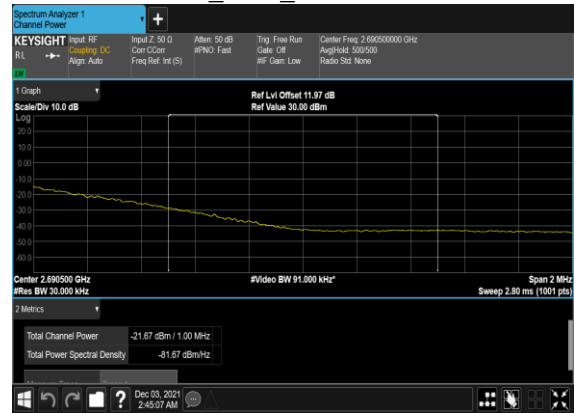 Spectrum Analyzer 1
Channel Power
+
KEYSIGHT
RL
Input: RF
Coupling: DC
Align: Auto
Input Z: 50 Ω
Corr CCorr
Freq Ref: Int (S)
Atten: 50 dB
#PNO: Fast
Trig: Free Run
Gate: Off
#IF Gain: Low
Center Freq: 2.690500000 GHz
Avg|Hold: 500/500
Radio Std: None
1 Graph
Scale/Div 10.0 dB
Ref Lvl Offset 11.97 dB
Ref Value 30.00 dBm
Log
20.0
10.0
0.00
-10.0
-20.0
-30.0
-40.0
-50.0
-60.0
Center 2.690500 GHz
#Video BW 91.000 kHz*
Span 2 MHz
#Res BW 30.000 kHz
Sweep 2.80 ms (1001 pts)
2 Metrics
Total Channel Power -21.67 dBm / 1.00 MHz
Total Power Spectral Density -81.67 dBm/Hz
?
Dec 03, 2021
2:45:07 AM